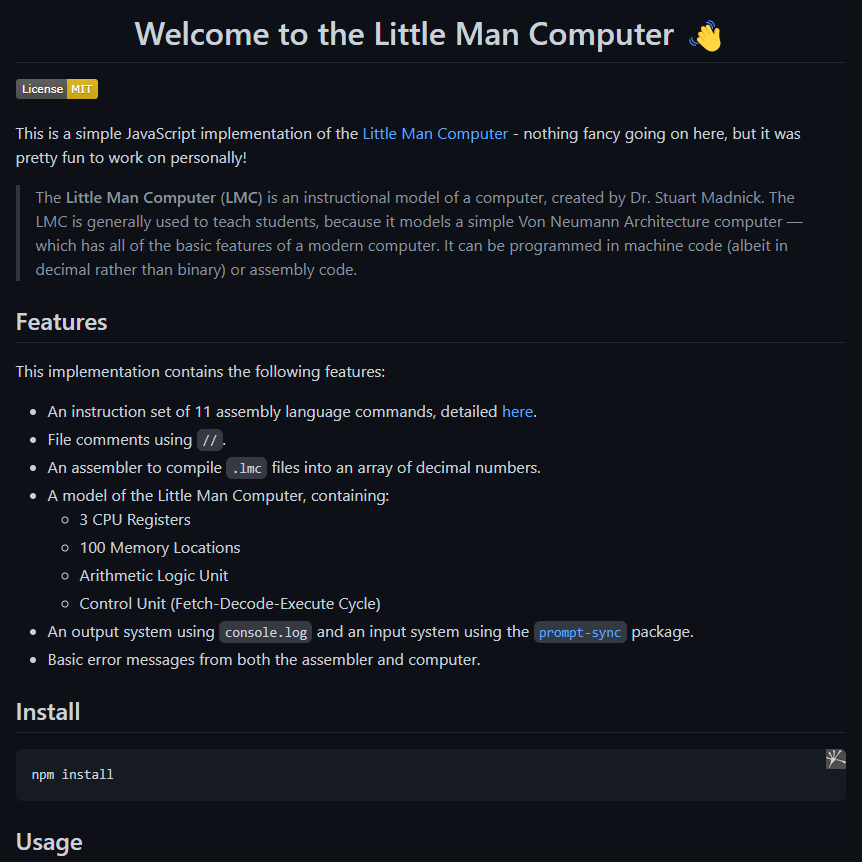 Welcome to the Little Man Computer 👋
License MIT
This is a simple JavaScript implementation of the Little Man Computer - nothing fancy going on here, but it was
pretty fun to work on personally!
The Little Man Computer (LMC) is an instructional model of a computer, created by Dr. Stuart Madnick. The
LMC is generally used to teach students, because it models a simple Von Neumann Architecture computer —
which has all of the basic features of a modern computer. It can be programmed in machine code (albeit in
decimal rather than binary) or assembly code.
Features
This implementation contains the following features:
An instruction set of 11 assembly language commands, detailed here.
File comments using //.
An assembler to compile .lmc files into an array of decimal numbers.
A model of the Little Man Computer, containing:
3 CPU Registers
100 Memory Locations
Arithmetic Logic Unit
Control Unit (Fetch-Decode-Execute Cycle)
An output system using console.log and an input system using the prompt-sync package.
Basic error messages from both the assembler and computer.
Install
npm install
Usage